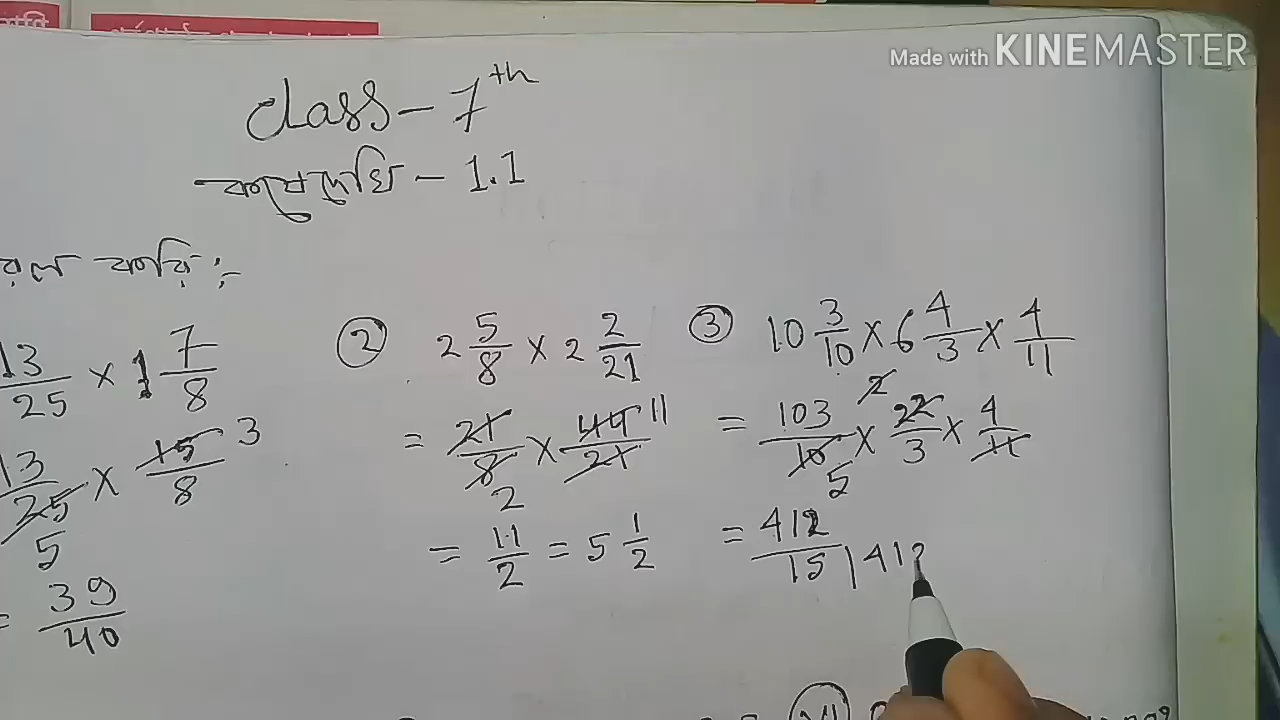 Made with KINEMASTER
Class - 7th
কষে দেখি - 1.1
করি :-
13/25 × 1 7/8
13/25 × 15/8 3
5
= 39/40
② 2 5/8 × 2 2/21
= 21/8 × 44/21 11
2
= 11/2 = 5 1/2
③ 10 3/10 × 6 4/3 × 4/11
2
= 103/10 × 22/3 × 4/11
5
= 412/15 412